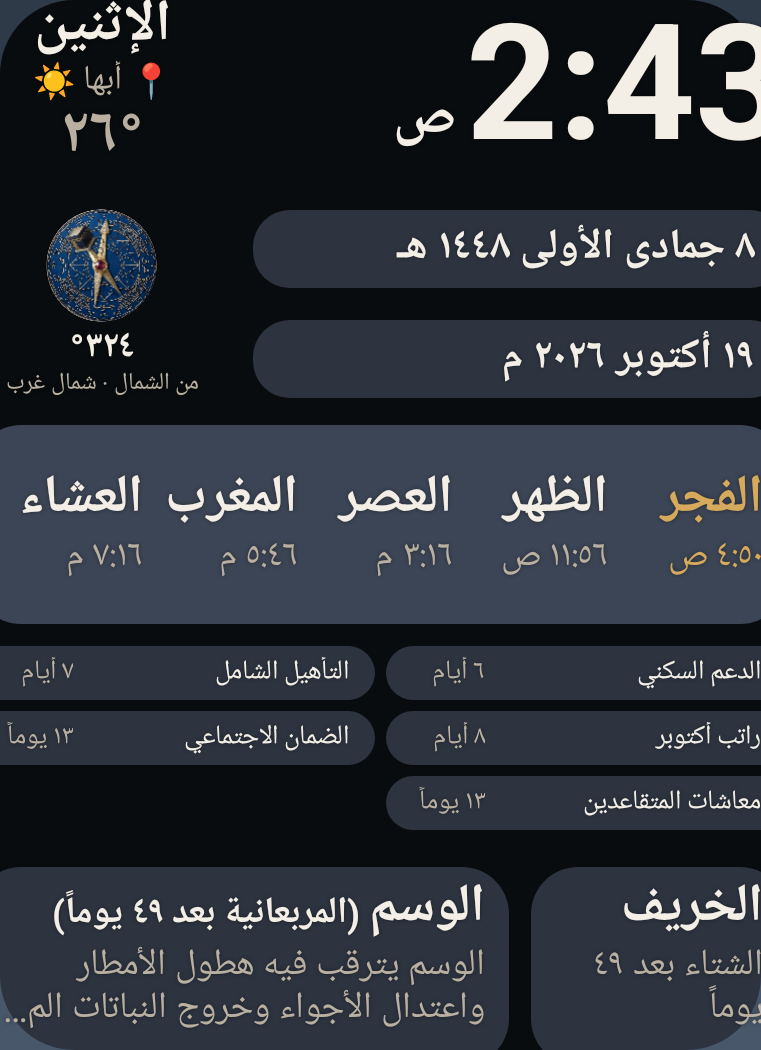 2:43 ص
الإثنين
أبها
٢٦°
٨ جمادى الأولى ١٤٤٨ هـ
١٩ أكتوبر ٢٠٢٦ م
٣٢٤°
من الشمال · شمال غرب
الفجر الظهر العصر المغرب العشاء
٤:٥٠ ص ١١:٥٦ ص ٣:١٦ م ٥:٤٦ م ٧:١٦ م
الدعم السكني ٦ أيام
التأهيل الشامل ٧ أيام
راتب أكتوبر ٨ أيام
الضمان الاجتماعي ١٣ يوماً
معاشات المتقاعدين ١٣ يوماً
الخريف
الشتاء بعد ٤٩
يوماً
الوسم (المربعانية بعد ٤٩ يوماً)
الوسم يترقب فيه هطول الأمطار
واعتدال الأجواء وخروج النباتات الم...